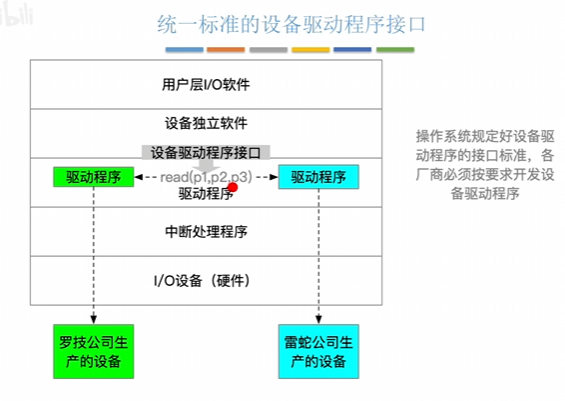 统一标准的设备驱动程序接口
用户层I/O软件
设备独立软件
设备驱动程序接口
驱动程序
read(p1,p2,p3)
驱动程序
驱动程序
中断处理程序
I/O设备（硬件）
罗技公司生
产的设备
雷蛇公司生
产的设备
操作系统规定好设备驱
动程序的接口标准，各
厂商必须按要求开发设
备驱动程序